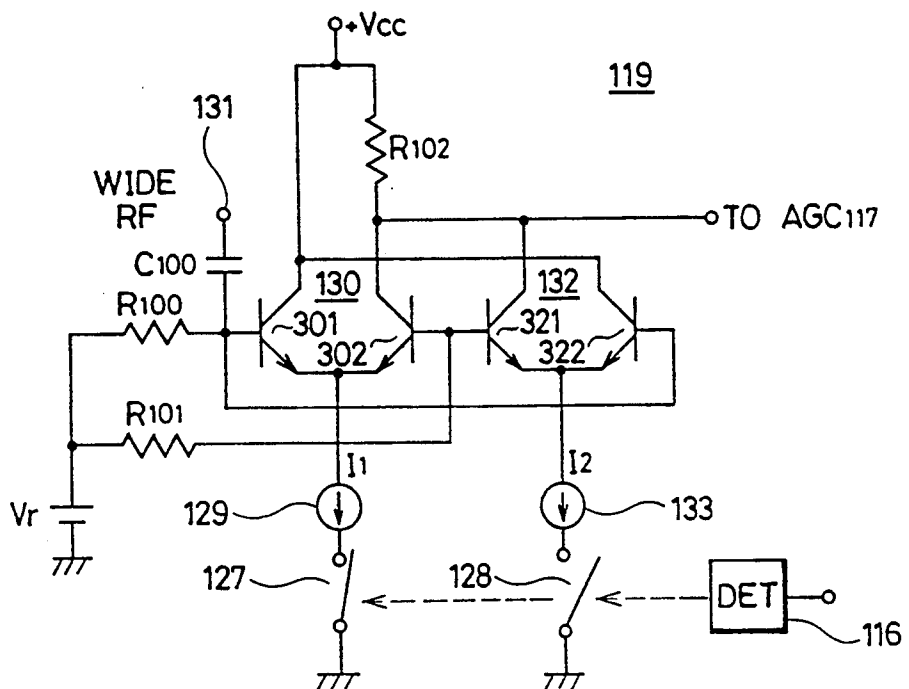 +Vcc
119
131
R102
WIDE
RF
TO AGC117
C100
130
132
R100
301
302
321
322
R101
I1
I2
Vr
129
133
127
128
DET
116